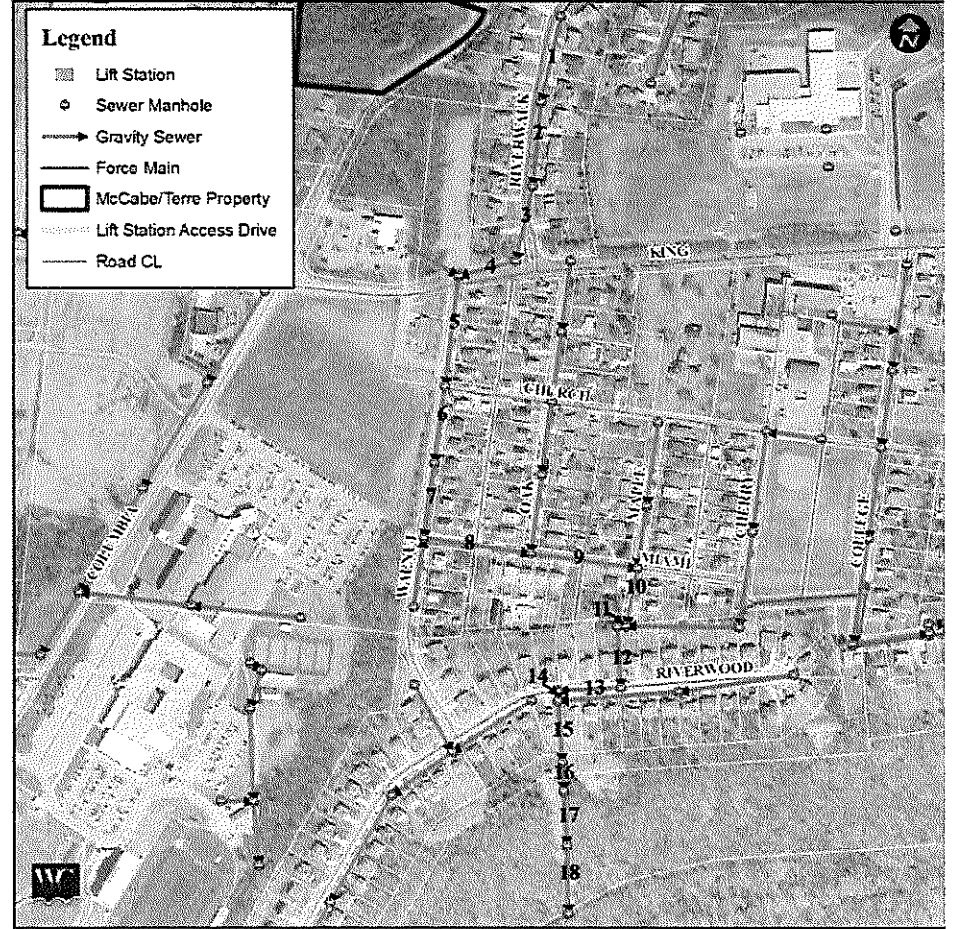 Legend
Lift Station
Sewer Manhole
Gravity Sewer
Force Main
McCabe/Terre Property
Lift Station Access Drive
Road CL
N
1
2
RIVERWALK
3
KING
4
5
CHURCH
6
7
OAK
MAPLE
CHERRY
COLLEGE
COLUMBIA
WALNUT
8
9
MIAMI
10
11
12
RIVERWOOD
14
13
15
16
17
18